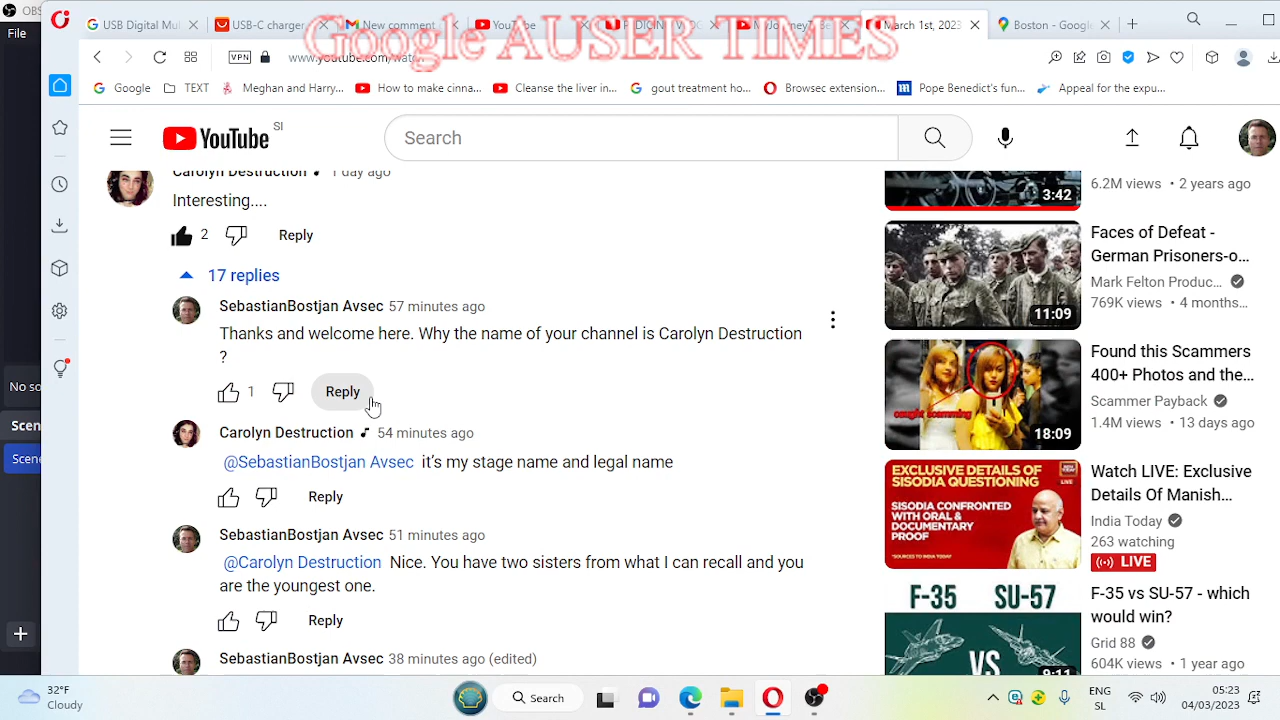 OBS
File
USB Digital Mul
USB-C charger
New comment
YouTube
MEDICINE
MyJourney
March 1st, 2023
Boston - Google
Google AUSER TIMES
VPN
www.youtube.com/watch
Google
TEXT
Meghan and Harry...
How to make cinna...
Cleanse the liver in...
gout treatment ho...
Browsec extension...
Pope Benedict's fun...
Appeal for the expu...
YouTube SI
Search
Carolyn Destruction 1 day ago
Interesting....
2
Reply
17 replies
SebastianBostjan Avsec 57 minutes ago
Thanks and welcome here. Why the name of your channel is Carolyn Destruction
?
1
Reply
Carolyn Destruction 54 minutes ago
@SebastianBostjan Avsec it's my stage name and legal name
Reply
SebastianBostjan Avsec 51 minutes ago
@Carolyn Destruction Nice. You have two sisters from what I can recall and you
are the youngest one.
Reply
SebastianBostjan Avsec 38 minutes ago (edited)
3:42
6.2M views • 2 years ago
11:09
Faces of Defeat -
German Prisoners-o...
Mark Felton Produc...
769K views • 4 months...
caught scamming
18:09
Found this Scammers
400+ Photos and the...
Scammer Payback
1.4M views • 13 days ago
EXCLUSIVE DETAILS OF
SISODIA QUESTIONING
SISODIA CONFRONTED
WITH ORAL &
DOCUMENTARY
PROOF
*SOURCES TO INDIA TODAY
LIVE
Watch LIVE: Exclusive
Details Of Manish...
India Today
263 watching
LIVE
F-35 SU-57
VS
9:11
F-35 vs SU-57 - which
would win?
Grid 88
604K views • 1 year ago
No so
Scen
Scene
32°F
Cloudy
Search
ENG
SL
05:23
04/03/2023